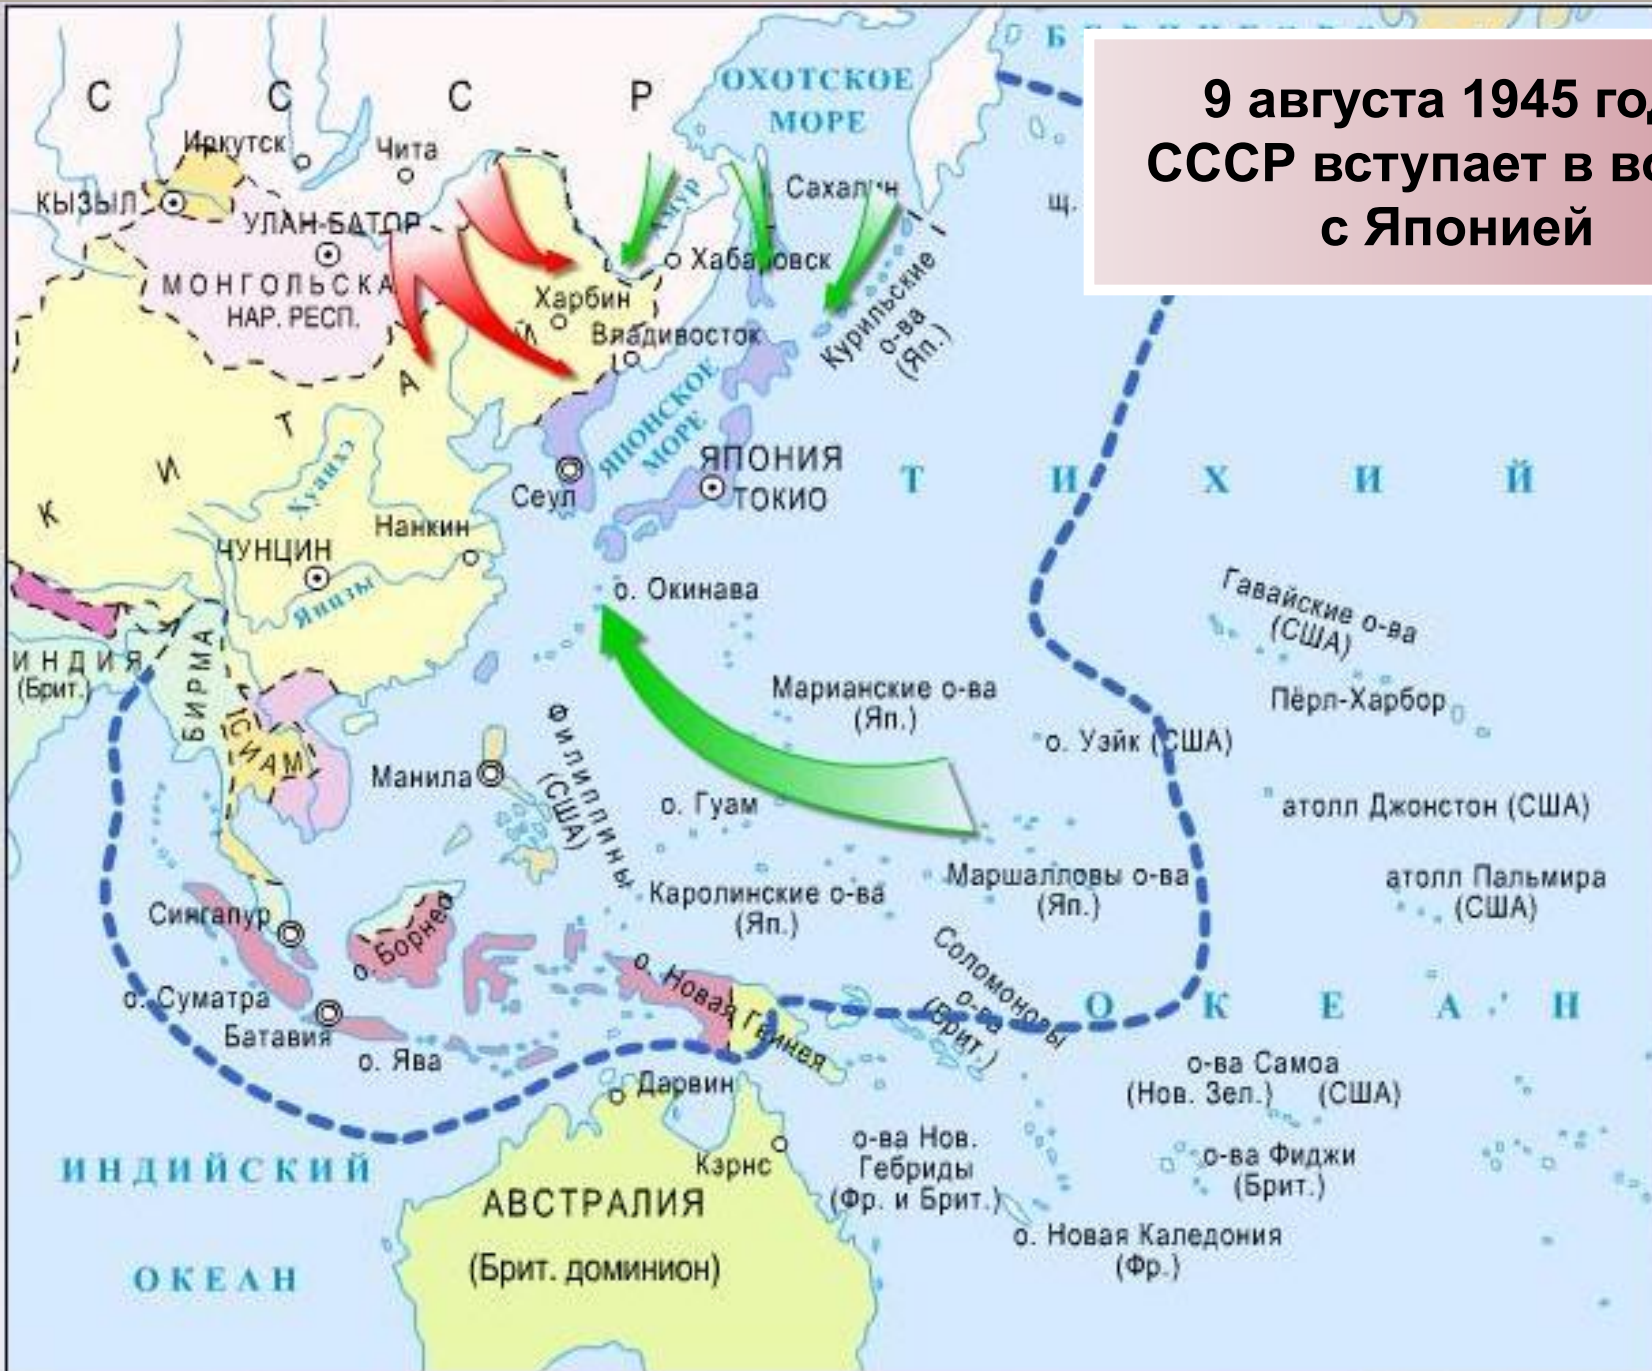 9 августа 1945 го
СССР вступает в во
с Японией
С С С Р
ОХОТСКОЕ
МОРЕ
Иркутск
Чита
КЫЗЫЛ
УЛАН-БАТОР
МОНГОЛЬСКА
НАР. РЕСП.
АМУР
Сахалин
щ.
Хабаровск
Харбин
Владивосток
Курильские
о-ва
(Яп.)
К И Т А Й
ЯПОНСКОЕ
МОРЕ
ЯПОНИЯ
ТОКИО
Сеул
Хуанхэ
Нанкин
ЧУНЦИН
Янцзы
о. Окинава
Т И Х И Й
Гавайские о-ва
(США)
Пёрл-Харбор
ИНДИЯ
(Брит.)
БИРМА
СИАМ
Марианские о-ва
(Яп.)
о. Уэйк (США)
Манила
Филиппины
(США)
о. Гуам
атолл Джонстон (США)
Каролинские о-ва
(Яп.)
Маршалловы о-ва
(Яп.)
атолл Пальмира
(США)
Сингапур
о. Борнео
о. Новая Гвинея
Соломоновы
о-ва
(Брит.)
о. Суматра
Батавия
о. Ява
О К Е А Н
о-ва Самоа
(Нов. Зел.) (США)
Дарвин
Кэрнс
о-ва Нов.
Гебриды
(Фр. и Брит.)
о-ва Фиджи
(Брит.)
ИНДИЙСКИЙ
ОКЕАН
АВСТРАЛИЯ
(Брит. доминион)
о. Новая Каледония
(Фр.)